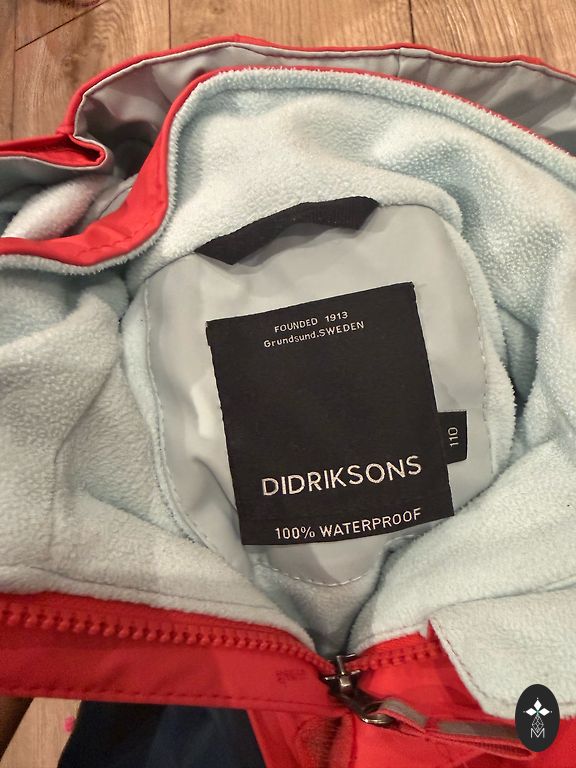 FOUNDED 1913
Grundsund.SWEDEN
110
DIDRIKSONS
100% WATERPROOF
M